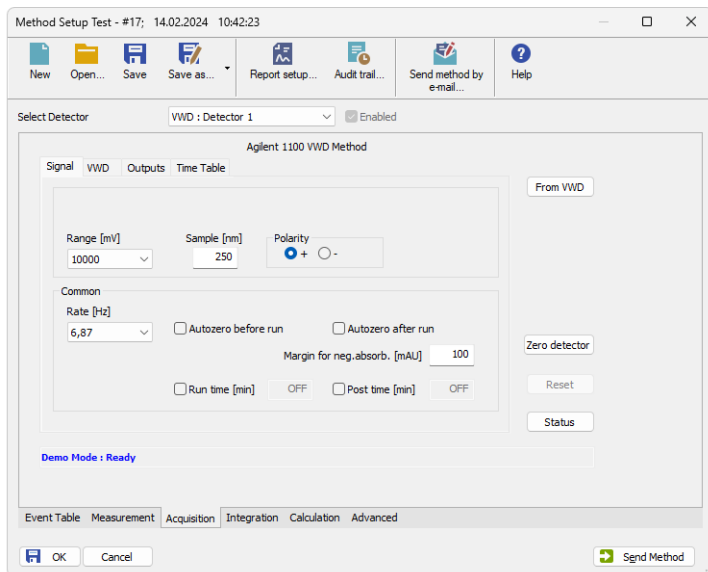 Method Setup Test - #17; 14.02.2024 10:42:23
New Open... Save Save as... Report setup... Audit trail... Send method by e-mail... Help
Select Detector VWD : Detector 1 Enabled
Agilent 1100 VWD Method
Signal VWD Outputs Time Table
From VWD
Range [mV] Sample [nm] Polarity
10000 250 + -
Common
Rate [Hz]
6,87 Autozero before run Autozero after run
Zero detector
Margin for neg.absorb. [mAU] 100
Run time [min] OFF Post time [min] OFF
Reset
Status
Demo Mode : Ready
Event Table Measurement Acquisition Integration Calculation Advanced
OK Cancel Send Method